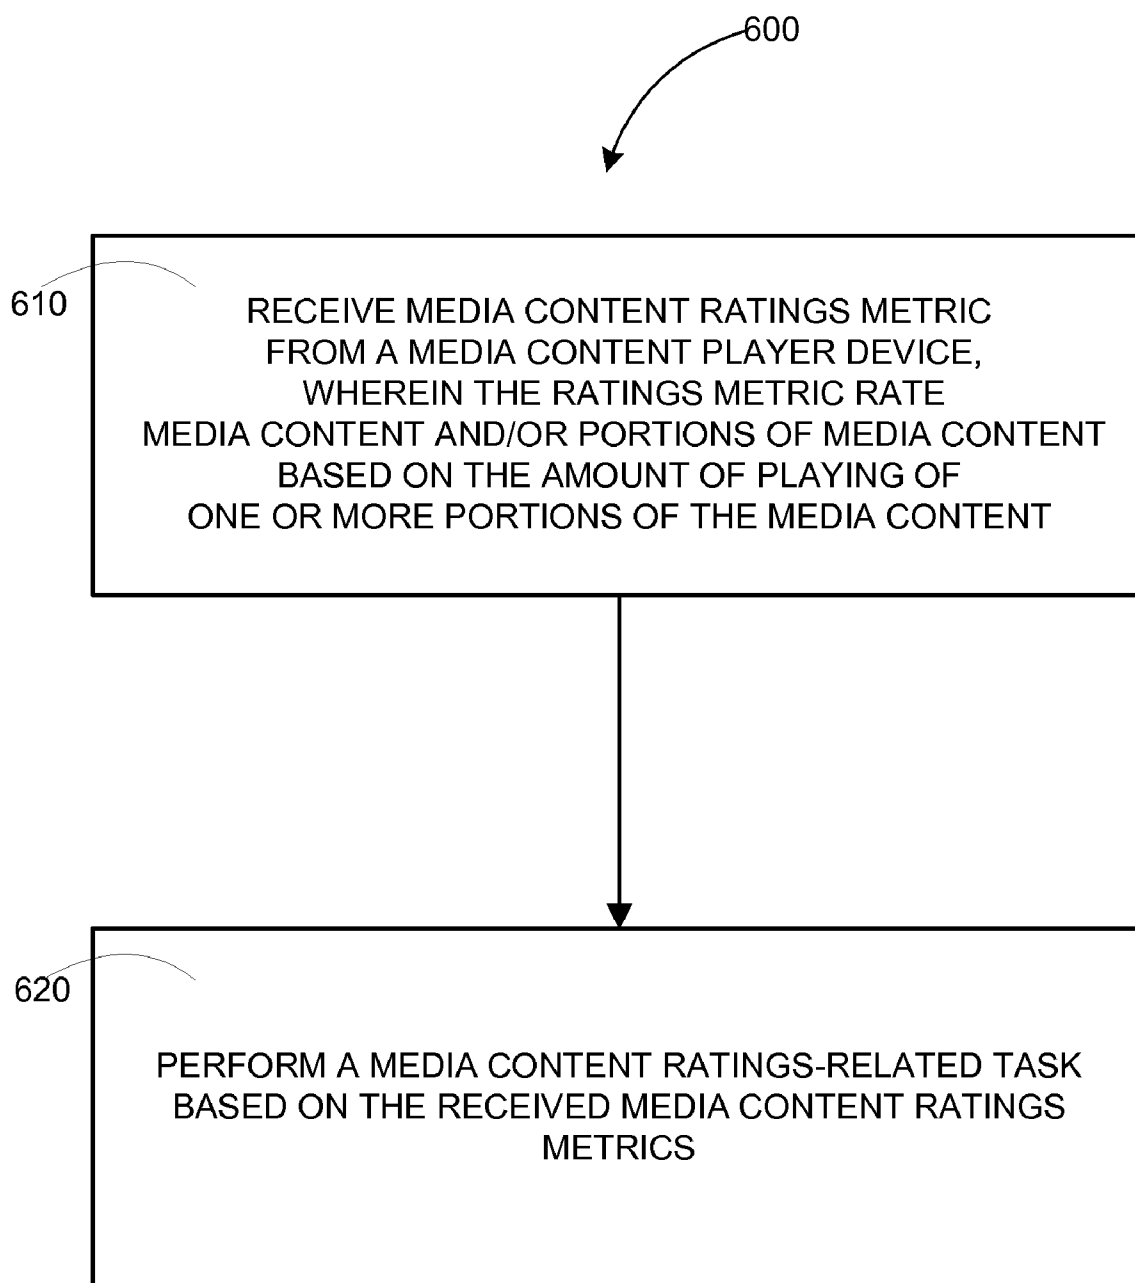 600
610
RECEIVE MEDIA CONTENT RATINGS METRIC
FROM A MEDIA CONTENT PLAYER DEVICE,
WHEREIN THE RATINGS METRIC RATE
MEDIA CONTENT AND/OR PORTIONS OF MEDIA CONTENT
BASED ON THE AMOUNT OF PLAYING OF
ONE OR MORE PORTIONS OF THE MEDIA CONTENT
620
PERFORM A MEDIA CONTENT RATINGS-RELATED TASK
BASED ON THE RECEIVED MEDIA CONTENT RATINGS
METRICS